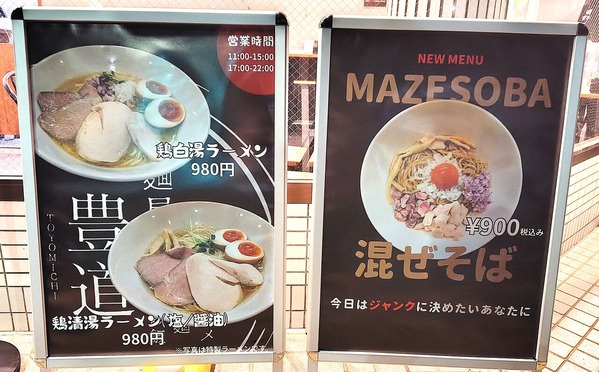 営業時間
11:00-15:00
17:00-22:00
鶏白湯ラーメン
980円
麺
豊道
TOYOMICHI
鶏清湯ラーメン(塩/醤油)
980円
※写真は特製ラーメンです
NEW MENU
MAZESOBA
¥900税込み
混ぜそば
今日はジャンクに決めたいあなたに